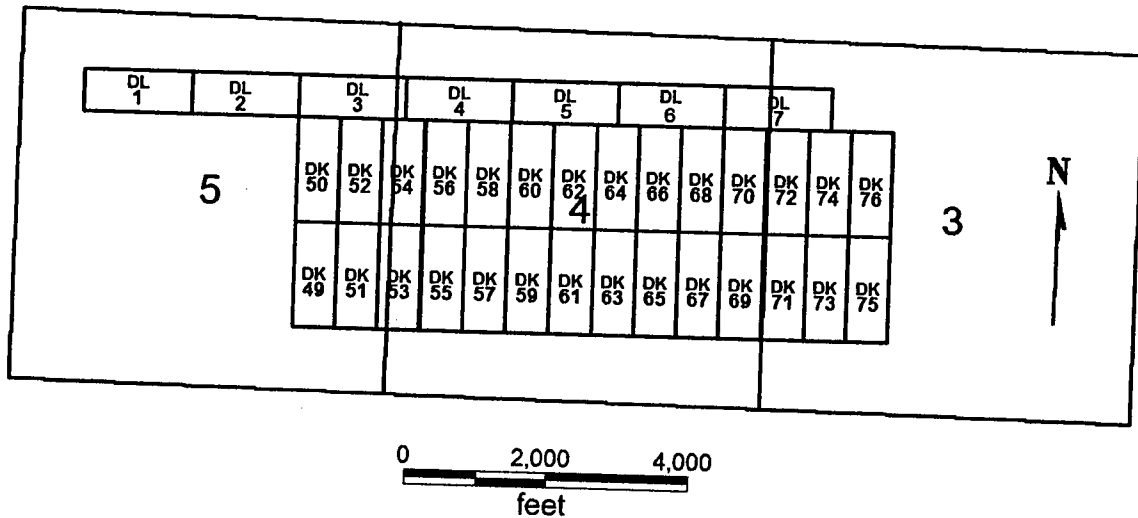 DL
1
DL
2
DL
3
DL
4
DL
5
DL
6
DL
7
DK
50
DK
52
DK
54
DK
56
DK
58
DK
60
DK
62
DK
64
DK
66
DK
68
DK
70
DK
72
DK
74
DK
76
5
4
3
N
DK
49
DK
51
DK
53
DK
55
DK
57
DK
59
DK
61
DK
63
DK
65
DK
67
DK
69
DK
71
DK
73
DK
75
0 2,000 4,000
feet